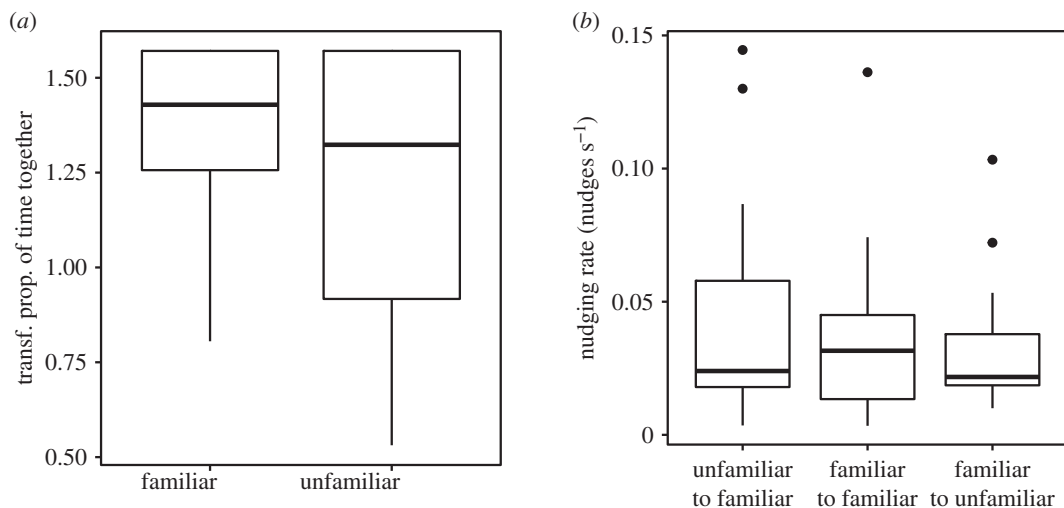 (a)
transf. prop. of time together
1.50
1.25
1.00
0.75
0.50
familiar
unfamiliar
(b)
nudging rate (nudges s⁻¹)
0.15
0.10
0.05
0
unfamiliar
to familiar
familiar
to familiar
familiar
to unfamiliar